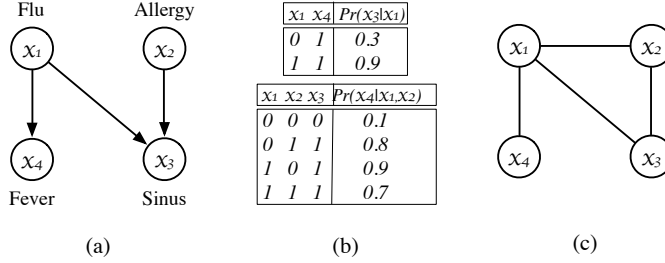 Flu
Allergy
x1
x2
x4
x3
Fever
Sinus
(a)
x1 x4 Pr(x3|x1)
0 1 0.3
1 1 0.9
x1 x2 x3 Pr(x4|x1,x2)
0 0 0 0.1
0 1 1 0.8
1 0 1 0.9
1 1 1 0.7
(b)
x1
x2
x4
x3
(c)